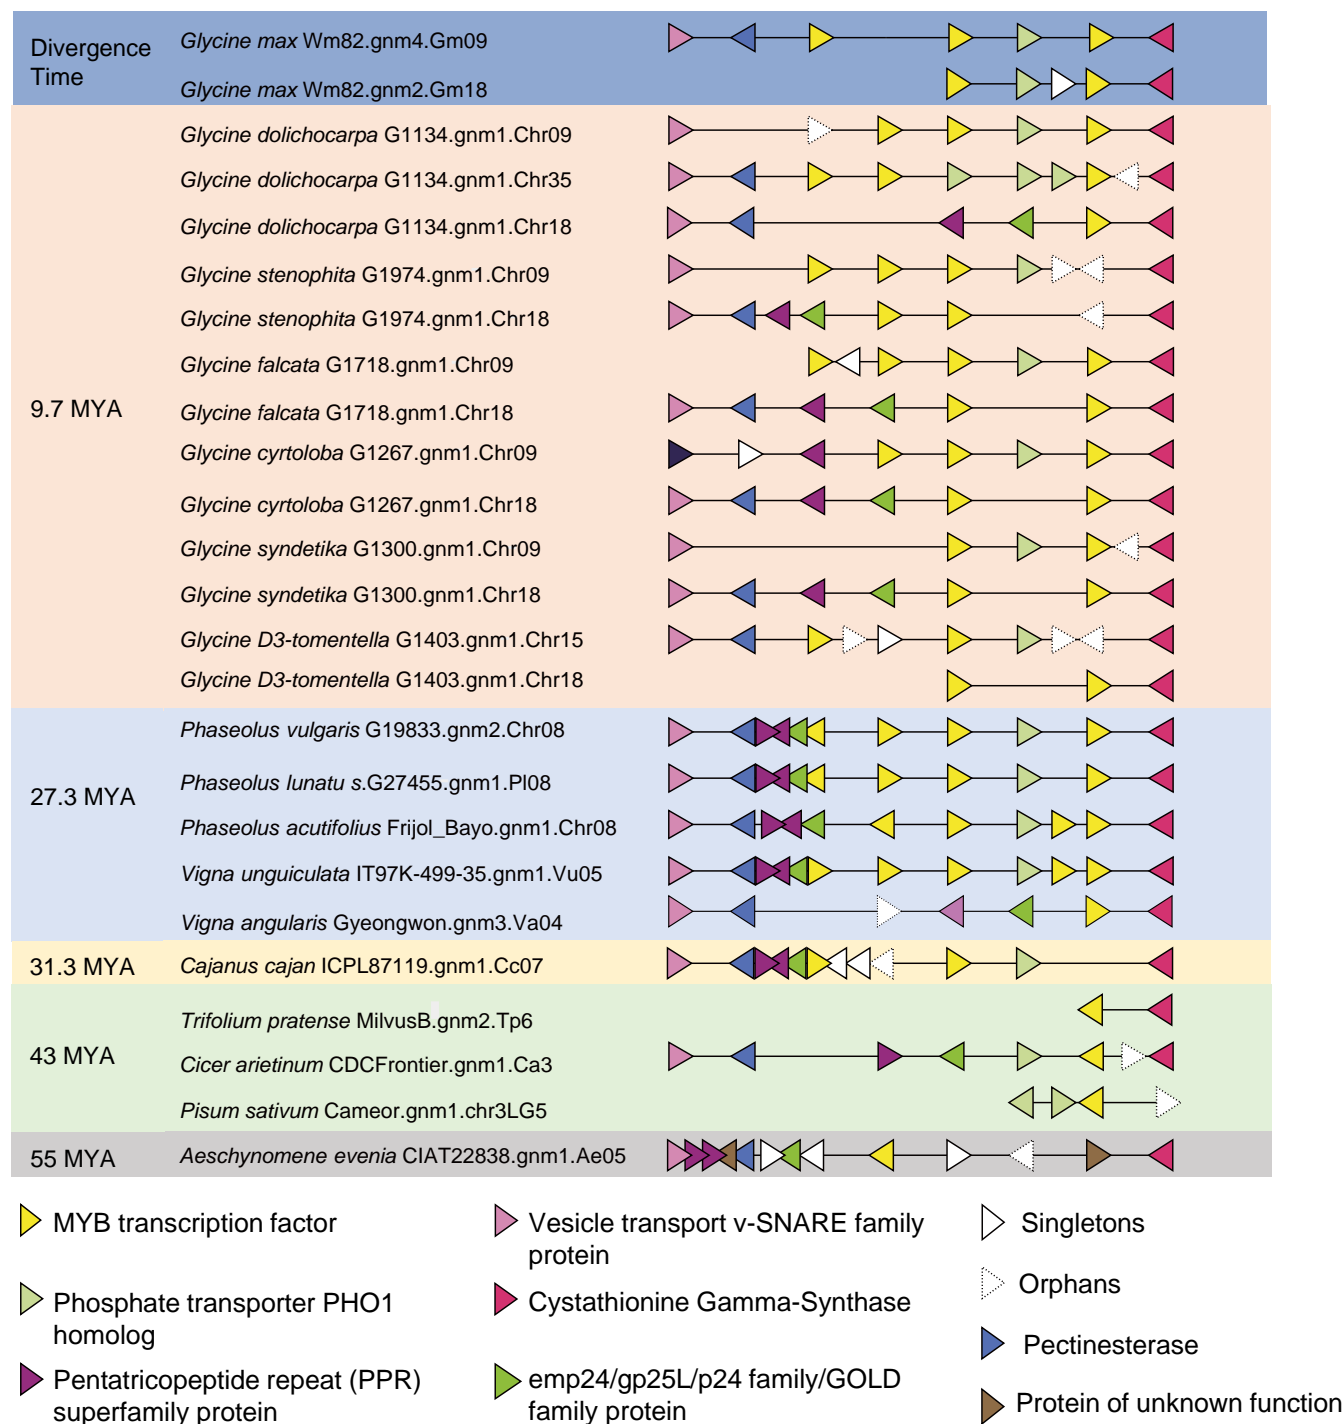 Divergence
Time
Glycine max Wm82.gnm4.Gm09
Glycine max Wm82.gnm2.Gm18
9.7 MYA
Glycine dolichocarpa G1134.gnm1.Chr09
Glycine dolichocarpa G1134.gnm1.Chr35
Glycine dolichocarpa G1134.gnm1.Chr18
Glycine stenophita G1974.gnm1.Chr09
Glycine stenophita G1974.gnm1.Chr18
Glycine falcata G1718.gnm1.Chr09
Glycine falcata G1718.gnm1.Chr18
Glycine cyrtoloba G1267.gnm1.Chr09
Glycine cyrtoloba G1267.gnm1.Chr18
Glycine syndetika G1300.gnm1.Chr09
Glycine syndetika G1300.gnm1.Chr18
Glycine D3-tomentella G1403.gnm1.Chr15
Glycine D3-tomentella G1403.gnm1.Chr18
27.3 MYA
Phaseolus vulgaris G19833.gnm2.Chr08
Phaseolus lunatu s.G27455.gnm1.Pl08
Phaseolus acutifolius Frijol_Bayo.gnm1.Chr08
Vigna unguiculata IT97K-499-35.gnm1.Vu05
Vigna angularis Gyeongwon.gnm3.Va04
31.3 MYA
Cajanus cajan ICPL87119.gnm1.Cc07
43 MYA
Trifolium pratense MilvusB.gnm2.Tp6
Cicer arietinum CDCFrontier.gnm1.Ca3
Pisum sativum Cameor.gnm1.chr3LG5
55 MYA
Aeschynomene evenia CIAT22838.gnm1.Ae05
MYB transcription factor
Phosphate transporter PHO1
homolog
Pentatricopeptide repeat (PPR)
superfamily protein
Vesicle transport v-SNARE family
protein
Cystathionine Gamma-Synthase
emp24/gp25L/p24 family/GOLD
family protein
Singletons
Orphans
Pectinesterase
Protein of unknown function